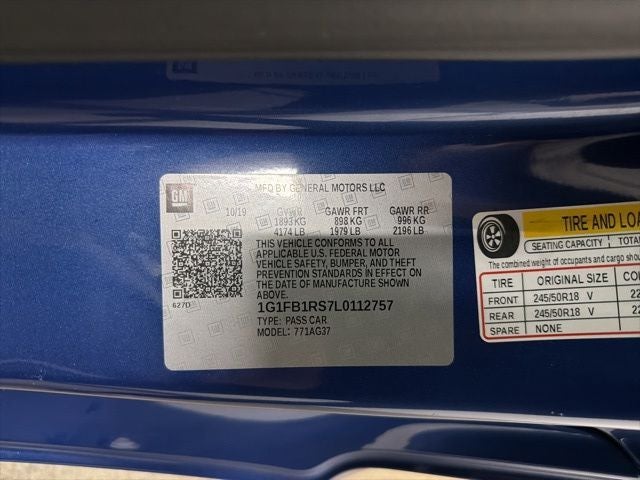 GM
MFD BY GENERAL MOTORS LLC
10/19
GVWR GAWR FRT GAWR RR
1893 KG 898 KG 996 KG
4174 LB 1979 LB 2196 LB
THIS VEHICLE CONFORMS TO ALL
APPLICABLE U.S. FEDERAL MOTOR
VEHICLE SAFETY, BUMPER, AND THEFT
PREVENTION STANDARDS IN EFFECT ON
THE DATE OF MANUFACTURE SHOWN
ABOVE.
627D
1G1FB1RS7L0112757
TYPE: PASS CAR
MODEL: 771AG37
TIRE AND LOA
SEATING CAPACITY TOTA
The combined weight of occupants and cargo shou
TIRE ORIGINAL SIZE COL
FRONT 245/50R18 V 22
REAR 245/50R18 V 22
SPARE NONE